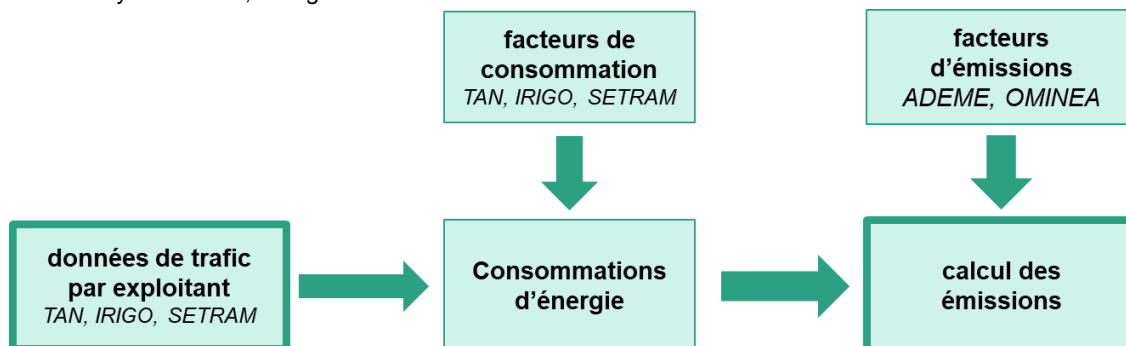 facteurs de
consommation
TAN, IRIGO, SETRAM
facteurs
d'émissions
ADEME, OMINEA
données de trafic
par exploitant
TAN, IRIGO, SETRAM
Consommations
d'énergie
calcul des
émissions